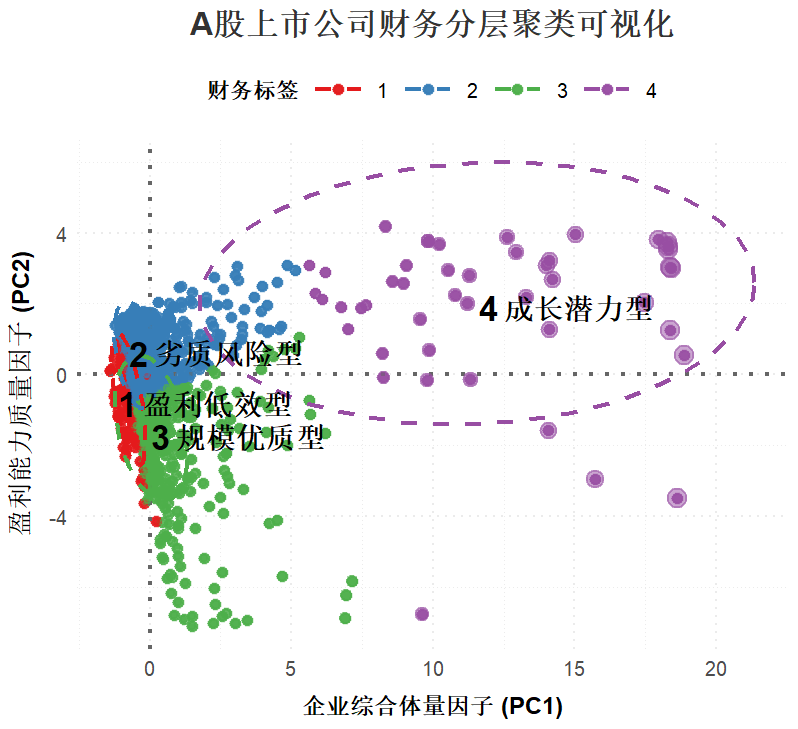 A股上市公司财务分层聚类可视化
财务标签 1 2 3 4
盈利能力质量因子 (PC2)
4
0
-4
4 成长潜力型
2 劣质风险型
1 盈利低效型
3 规模优质型
0 5 10 15 20
企业综合体量因子 (PC1)